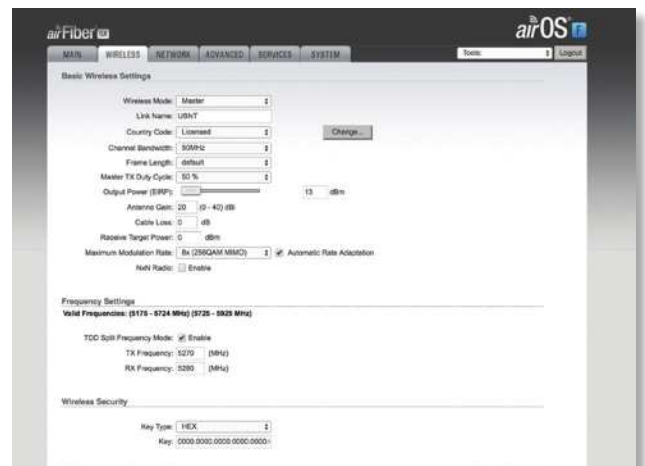 airFiber 5X
airOS F
MAIN WIRELESS NETWORK ADVANCED SERVICES SYSTEM Tools: Logout
Basic Wireless Settings
Wireless Mode: Master
Link Name: UBNT
Country Code: Licensed Change...
Channel Bandwidth: 50MHz
Frame Length: default
Master TX Duty Cycle: 50 %
Output Power (EIRP): 13 dBm
Antenna Gain: 20 (0 - 40) dBi
Cable Loss: 0 dB
Receive Target Power: 0 dBm
Maximum Modulation Rate: 8x (256QAM MIMO) Automatic Rate Adaptation
NxN Radio: Enable
Frequency Settings
Valid Frequencies: (5175 - 5724 MHz) (5725 - 5925 MHz)
TDD Split Frequency Mode: Enable
TX Frequency: 5270 (MHz)
RX Frequency: 5280 (MHz)
Wireless Security
Key Type: HEX
Key: 0000:0000:0000:0000:0000: